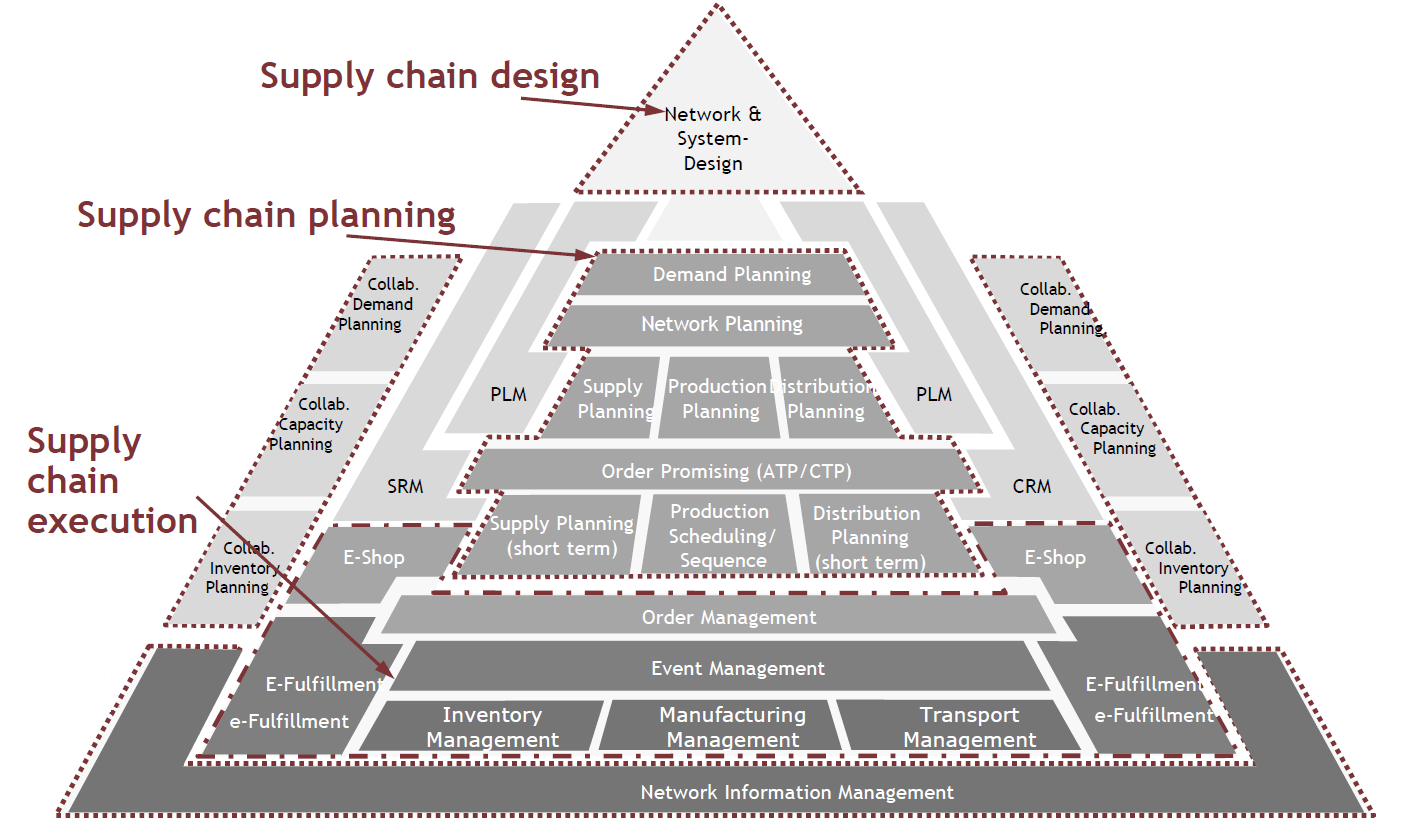 Supply chain design
Network &
System-
Design
Supply chain planning
Demand Planning
Network Planning
Collab.
Demand
Planning
Collab.
Demand
Planning
PLM
Supply
Planning
Production
Planning
Distribution
Planning
PLM
Collab.
Capacity
Planning
Collab.
Capacity
Planning
Supply
chain
execution
SRM
Order Promising (ATP/CTP)
CRM
Supply Planning
(short term)
Production
Scheduling/
Sequence
Distribution
Planning
(short term)
Collab.
Inventory
Planning
E-Shop
E-Shop
Collab.
Inventory
Planning
Order Management
Event Management
E-Fulfillment
e-Fulfillment
E-Fulfillment
e-Fulfillment
Inventory
Management
Manufacturing
Management
Transport
Management
Network Information Management